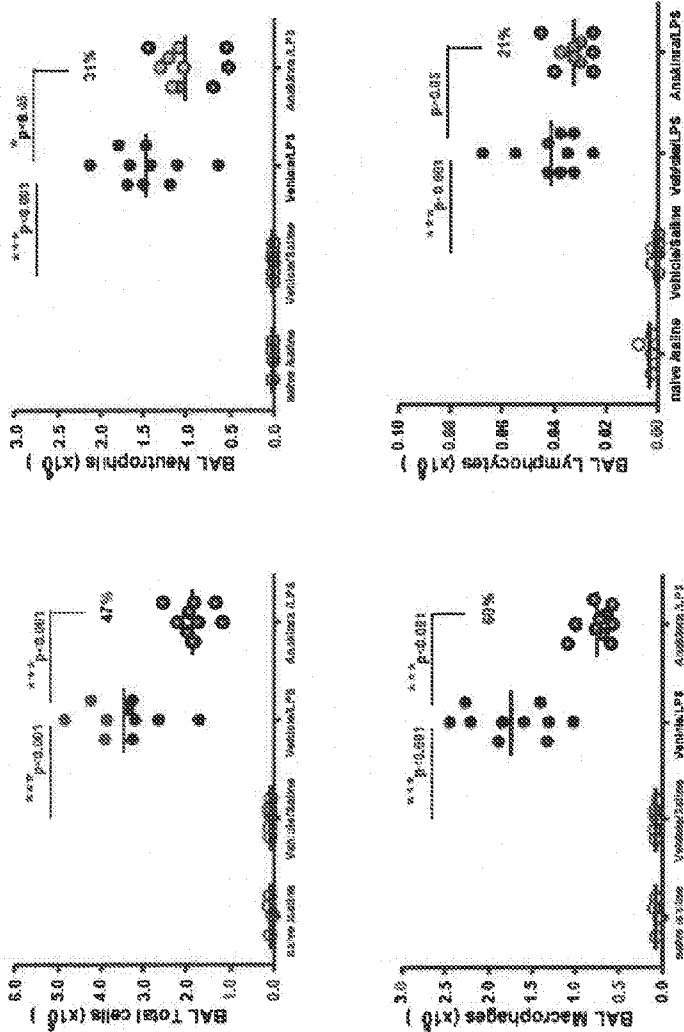 BAL Total cells
6.0
5.0
4.0
3.0
2.0
1.0
0.0
***p<0.001
***p<0.001
47%
naive /saline
Vehicle/Saline
Vehicle/LPS
Anakinra /LPS
BAL Neutrophils
3.0
2.5
2.0
1.5
1.0
0.5
0.0
***p<0.001
*p<0.05
31%
naive /saline
Vehicle/Saline
Vehicle/LPS
Anakinra/LPS
BAL Macrophages
3.0
2.5
2.0
1.5
1.0
0.5
0.0
***p<0.001
***p<0.001
naive /saline
Vehicle/Saline
Vehicle/LPS
Anakinra /LPS
BAL Lymphocytes
0.10
0.08
0.06
0.04
0.02
0.00
***p<0.001
p>0.05
21%
naive /saline
Vehicle/Saline
Vehicle/LPS
Anakinra/LPS